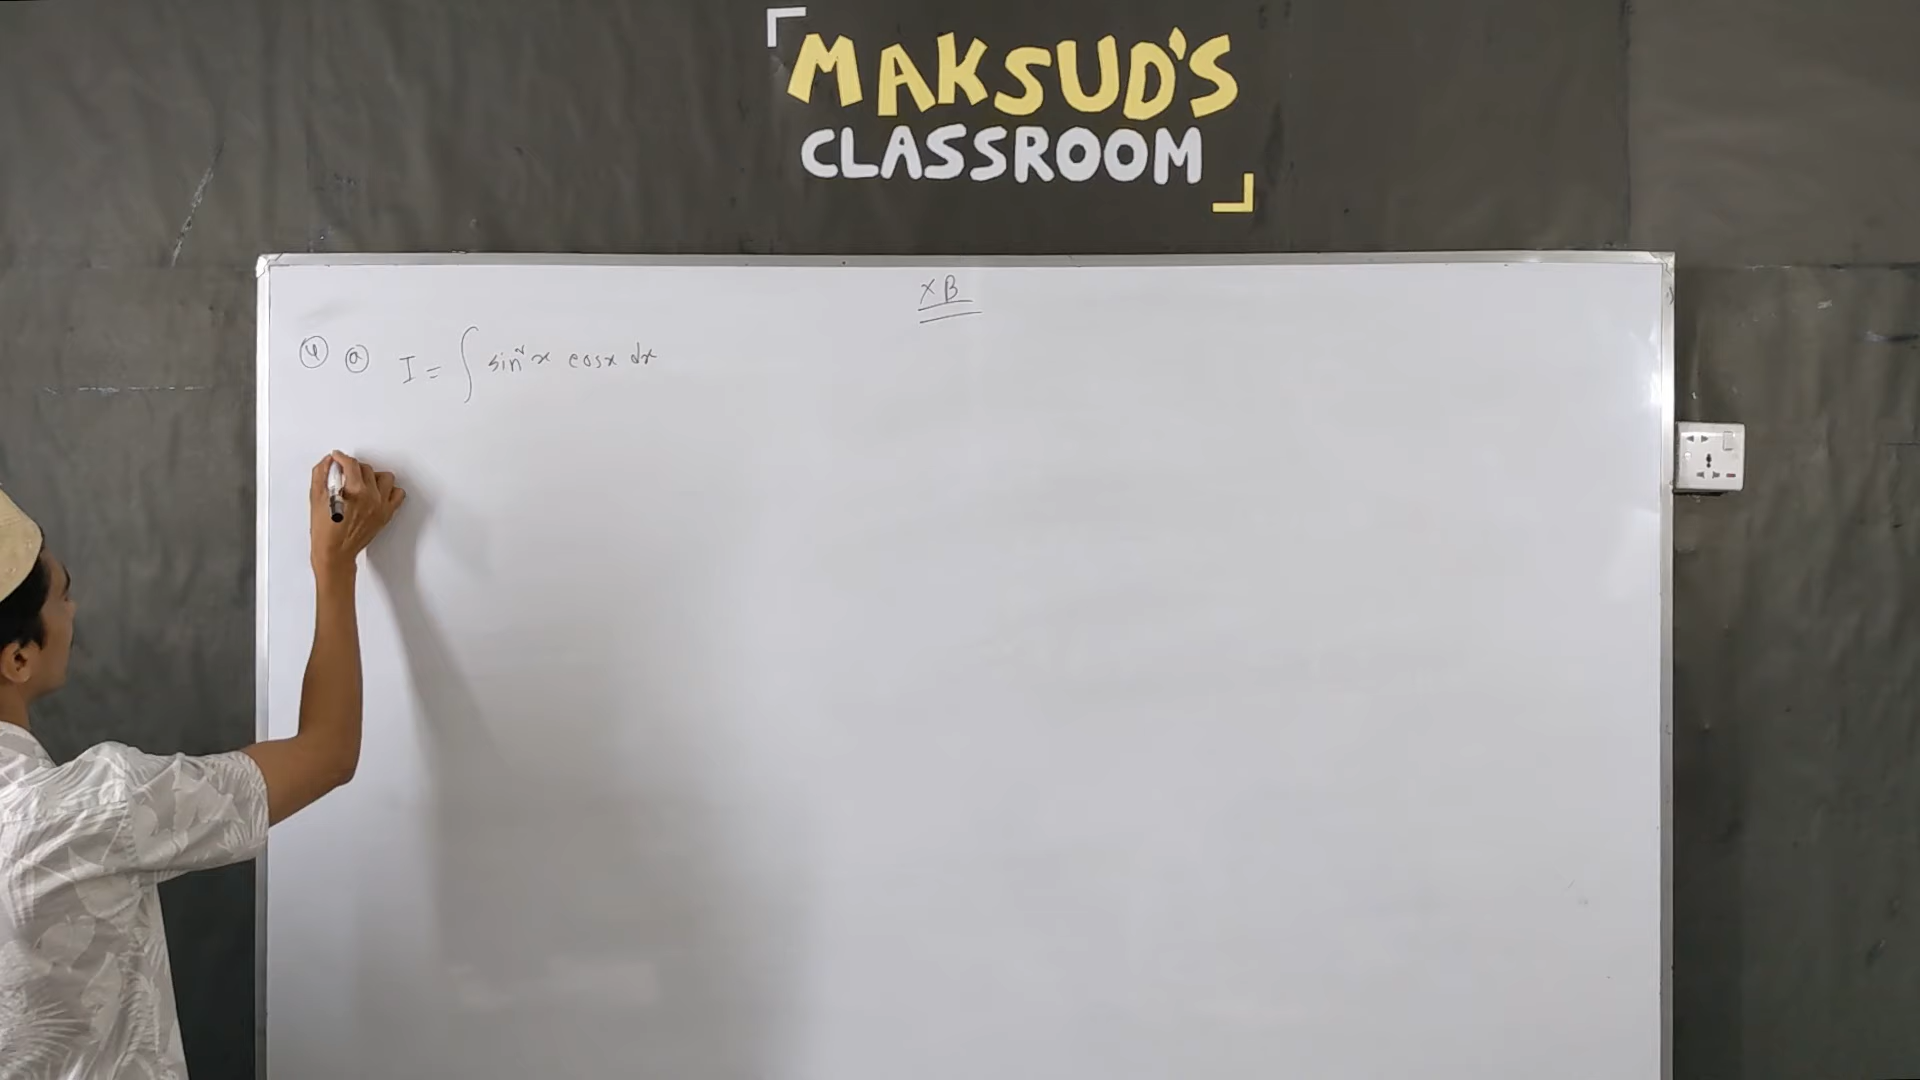 MAKSUD'S
CLASSROOM
XB
④ ⓐ I = ∫ sin²x cosx dx